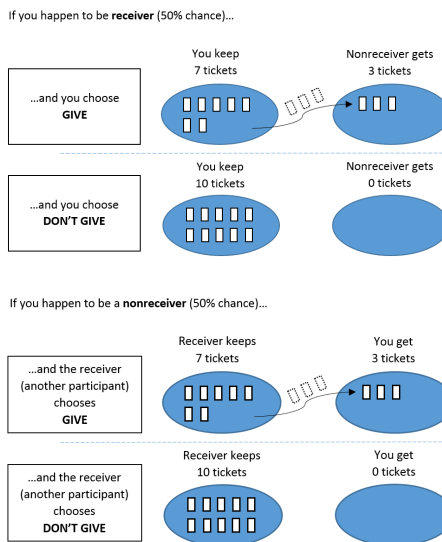 If you happen to be receiver (50% chance)...
You keep
7 tickets
Nonreceiver gets
3 tickets
...and you choose
GIVE
You keep
10 tickets
Nonreceiver gets
0 tickets
...and you choose
DON'T GIVE
If you happen to be a nonreceiver (50% chance)...
Receiver keeps
7 tickets
You get
3 tickets
...and the receiver
(another participant)
chooses
GIVE
Receiver keeps
10 tickets
You get
0 tickets
...and the receiver
(another participant)
chooses
DON'T GIVE